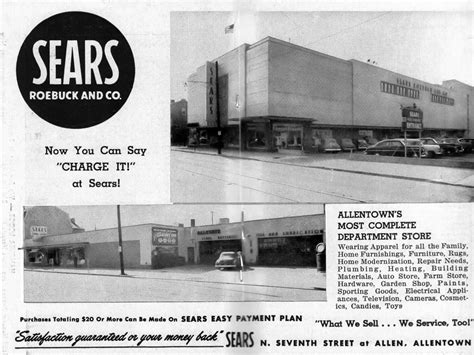 SEARS
ROEBUCK AND CO.
Now You Can Say
"CHARGE IT!"
at Sears!
SEARS
SEARS
ENTRANCE
SEARS
ALLENTOWN'S
MOST COMPLETE
DEPARTMENT STORE
Wearing Apparel for all the Family,
Home Furnishings, Furniture, Rugs,
Home Modernization, Repair Needs,
Plumbing, Heating, Building
Materials, Auto Store, Farm Store,
Hardware, Garden Shop, Paints,
Sporting Goods, Electrical Appli-
ances, Television, Cameras, Cosmet-
ics, Candies, Toys
Purchases Totaling $20 Or More Can Be Made On SEARS EASY PAYMENT PLAN
"What We Sell . . . We Service, Too!"
"Satisfaction guaranteed or your money back" SEARS N. SEVENTH STREET at ALLEN, ALLENTOWN